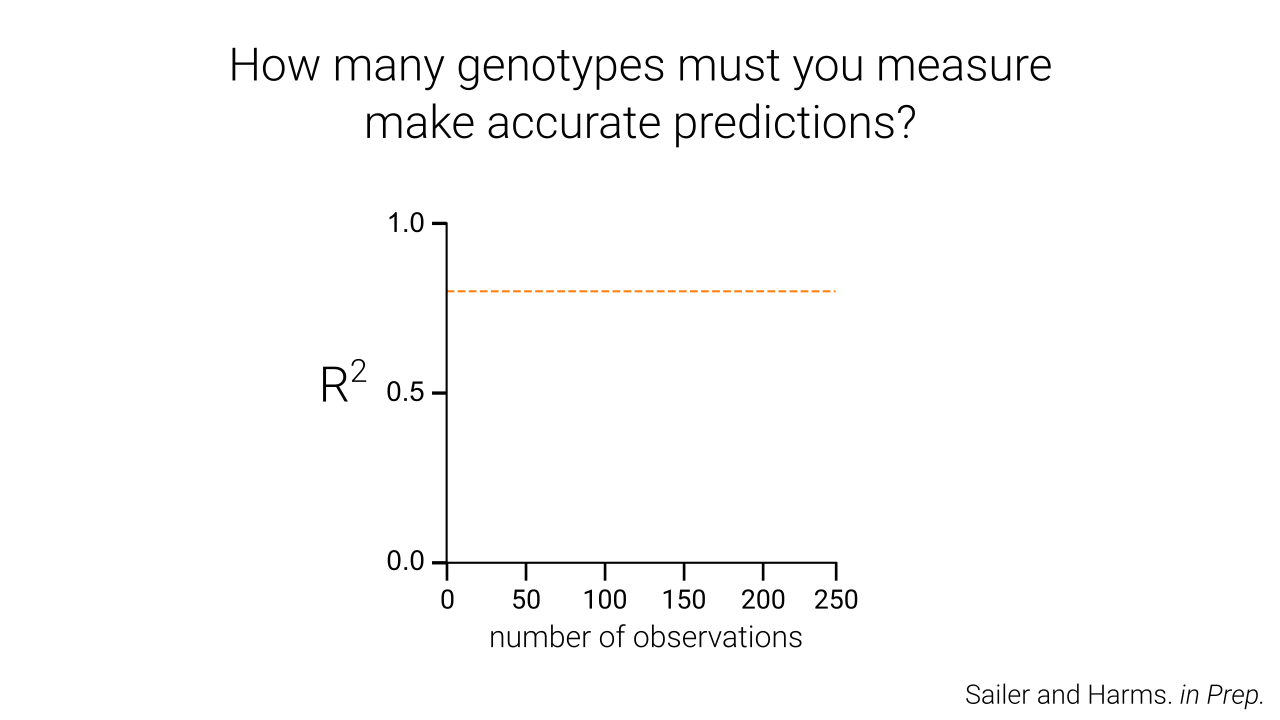 How many genotypes must you measure
make accurate predictions?
1.0
R²
0.5
0.0
0 50 100 150 200 250
number of observations
Sailer and Harms. in Prep.